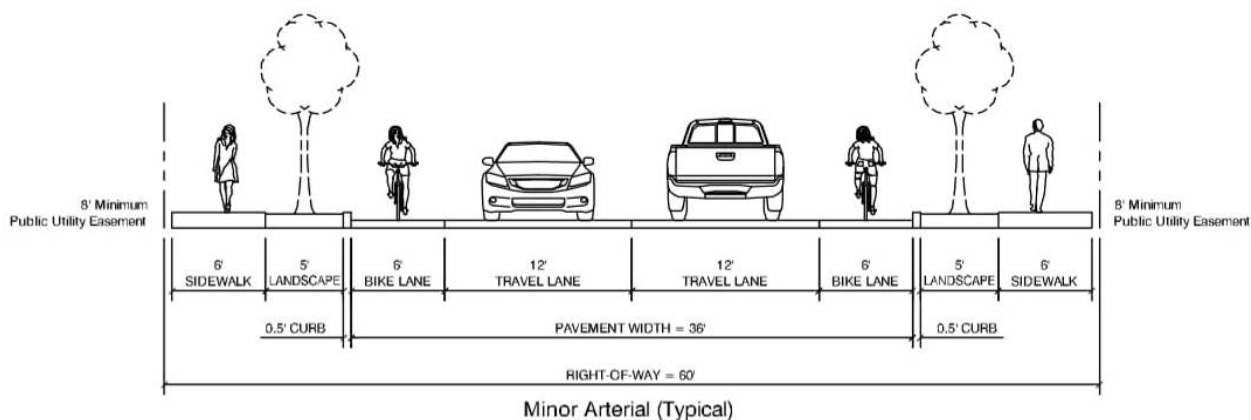 8' Minimum
Public Utility Easement
8' Minimum
Public Utility Easement
6'
SIDEWALK
5'
LANDSCAPE
6'
BIKE LANE
12'
TRAVEL LANE
12'
TRAVEL LANE
6'
BIKE LANE
5'
LANDSCAPE
6'
SIDEWALK
0.5' CURB
PAVEMENT WIDTH = 36'
0.5' CURB
RIGHT-OF-WAY = 60'
Minor Arterial (Typical)